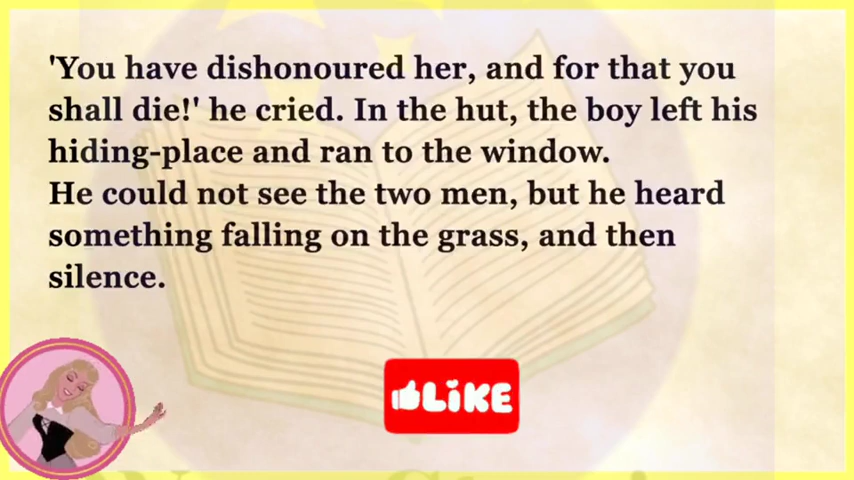 'You have dishonoured her, and for that you
shall die!' he cried. In the hut, the boy left his
hiding-place and ran to the window.
He could not see the two men, but he heard
something falling on the grass, and then
silence.
LiKE